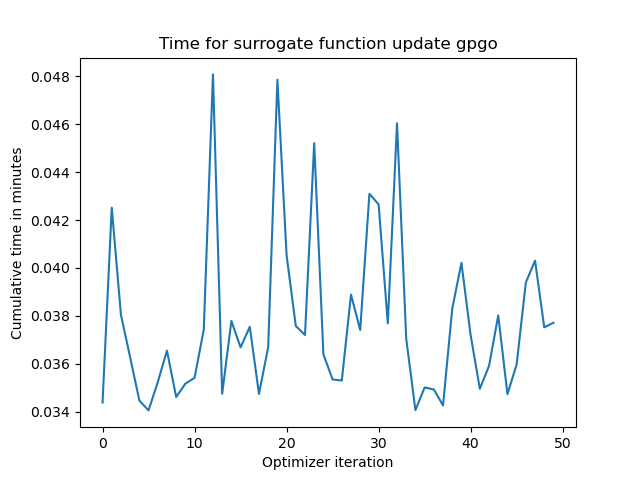 Time for surrogate function update gpgo
Cumulative time in minutes
0.048
0.046
0.044
0.042
0.040
0.038
0.036
0.034
0 10 20 30 40 50
Optimizer iteration